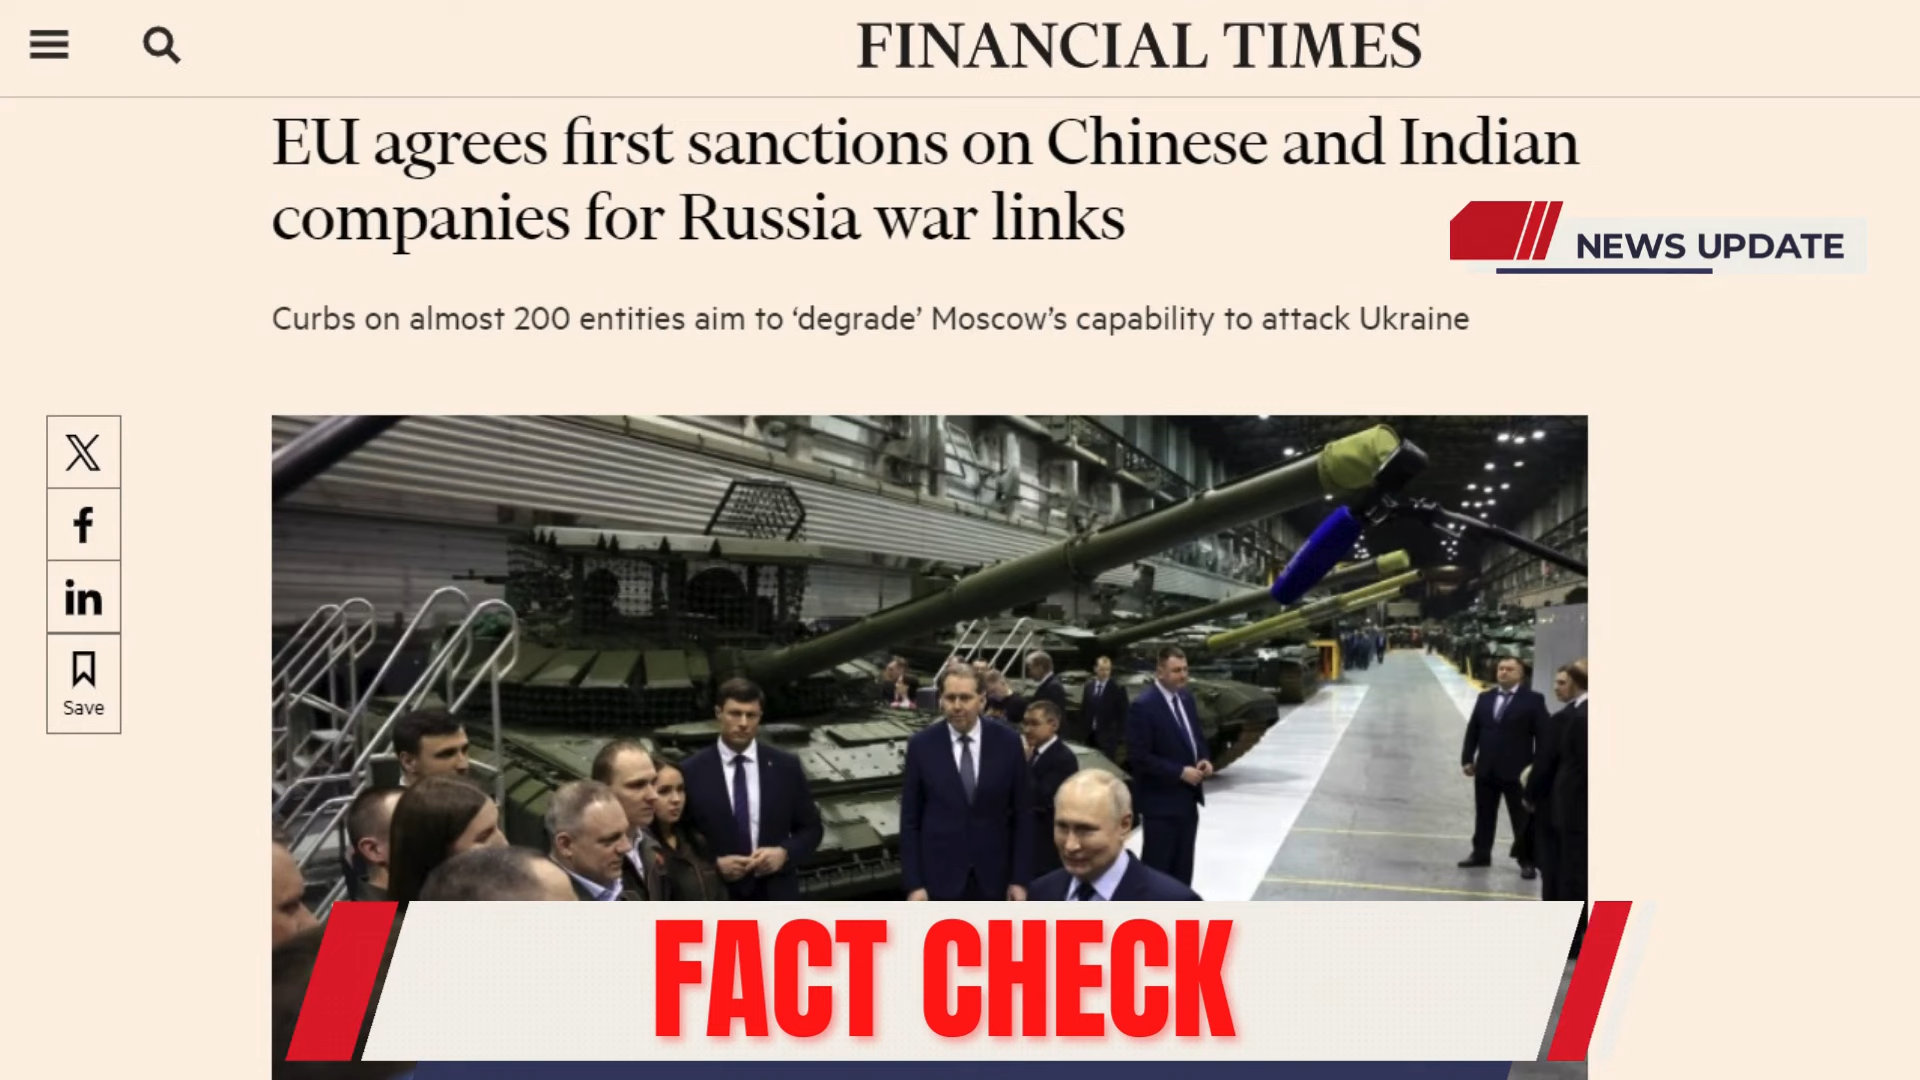 FINANCIAL TIMES
EU agrees first sanctions on Chinese and Indian
companies for Russia war links
NEWS UPDATE
Curbs on almost 200 entities aim to ‘degrade’ Moscow’s capability to attack Ukraine
X
f
in
Save
FACT CHECK